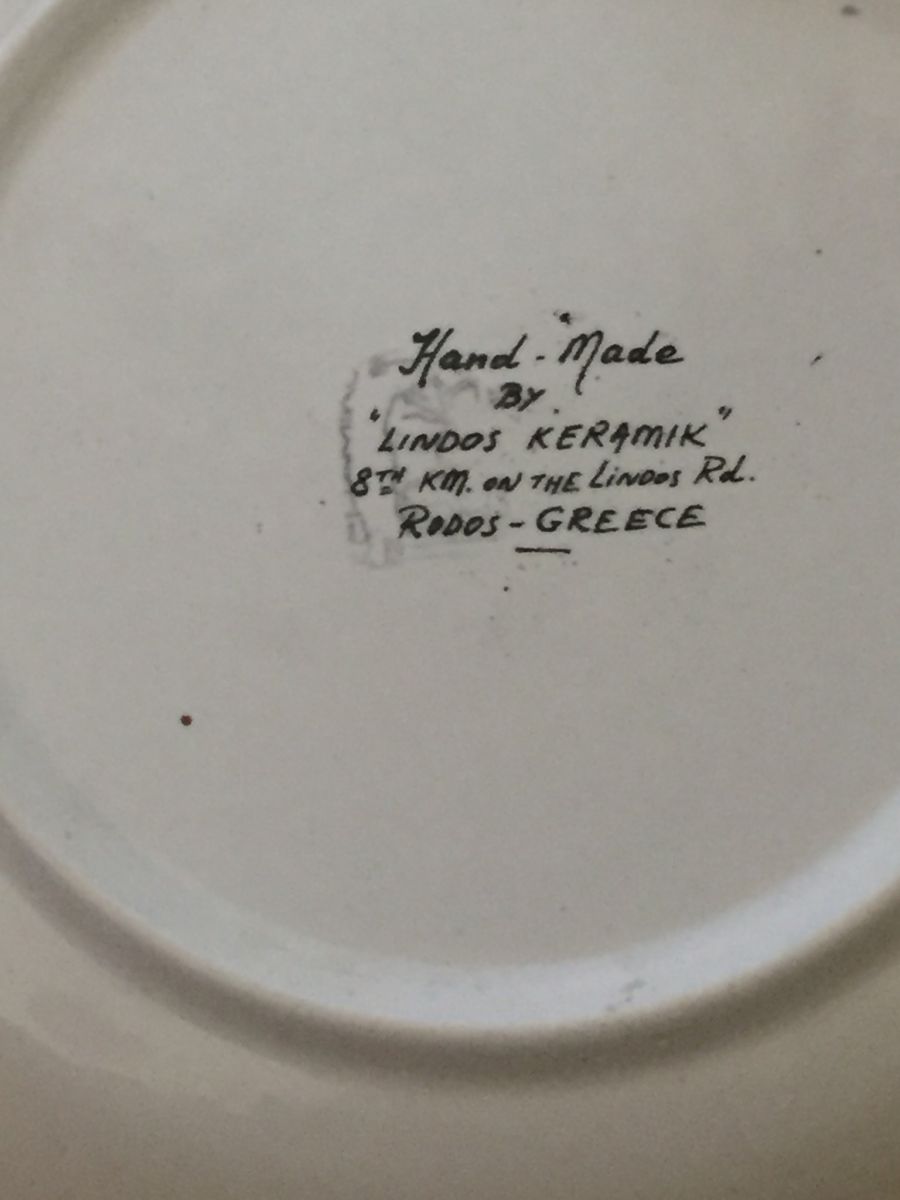 Hand-Made
BY
"LINDOS KERAMIK"
8TH KM. ON THE LINDOS Rd.
RODOS-GREECE